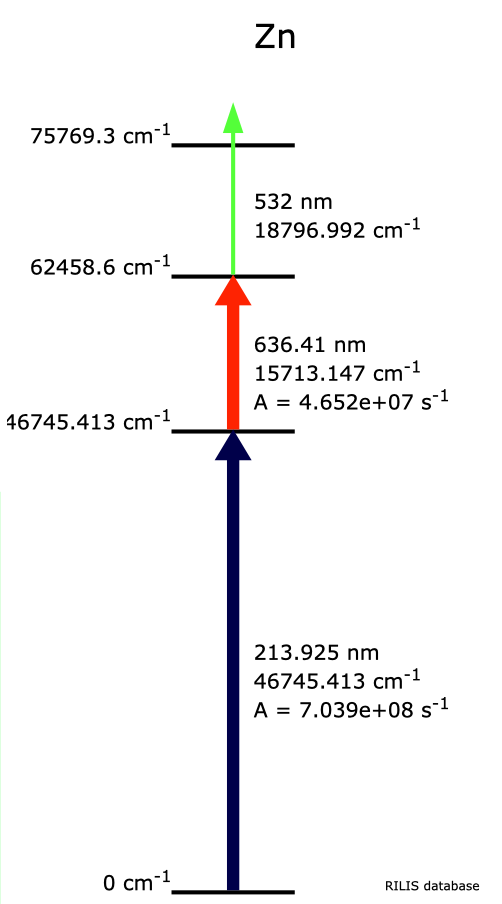 Zn
75769.3 cm⁻¹
532 nm
18796.992 cm⁻¹
62458.6 cm⁻¹
636.41 nm
15713.147 cm⁻¹
A = 4.652e+07 s⁻¹
46745.413 cm⁻¹
213.925 nm
46745.413 cm⁻¹
A = 7.039e+08 s⁻¹
0 cm⁻¹
RILIS database